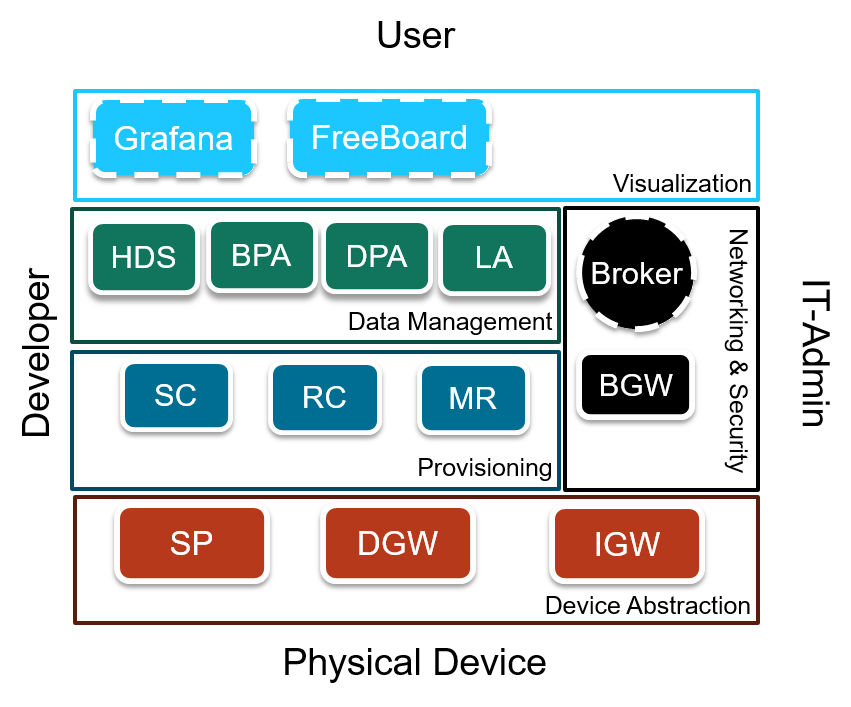 User
Grafana
FreeBoard
Visualization
HDS
BPA
DPA
LA
Data Management
Broker
BGW
Networking & Security
Developer
IT-Admin
SC
RC
MR
Provisioning
SP
DGW
IGW
Device Abstraction
Physical Device